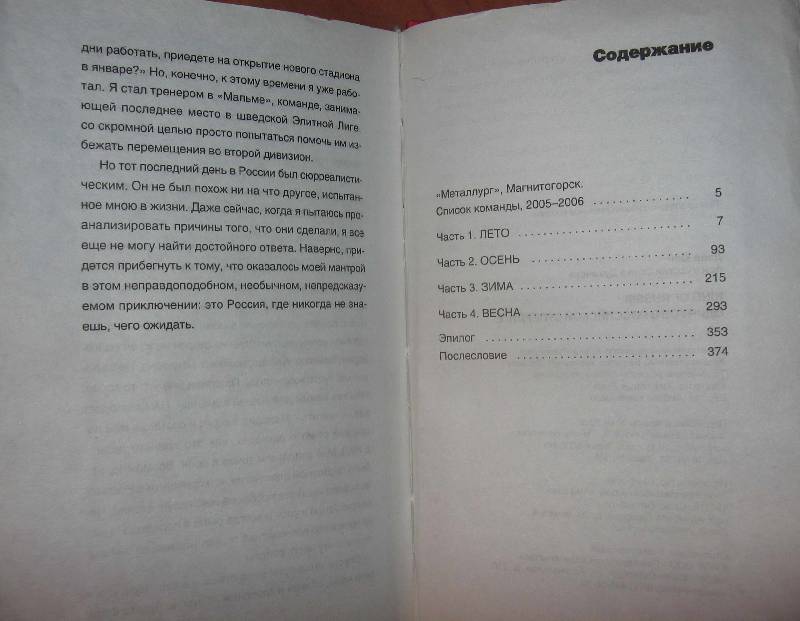 дни работать, приедете на открытие нового стадиона
в январе?» Но, конечно, к этому времени я уже рабо-
тал. Я стал тренером в «Мальме», команде, занима-
ющей последнее место в шведской Элитной Лиге
со скромной целью просто попытаться помочь им из-
бежать перемещения во второй дивизион.
Но тот последний день в России был сюрреалисти-
ческим. Он не был похож ни на что другое, испытан-
ное мною в жизни. Даже сейчас, когда я пытаюсь про-
анализировать причины того, что они сделали, я все
еще не могу найти достойного ответа. Наверно, при-
дется прибегнуть к тому, что оказалось моей мантрой
в этом неправдоподобном, необычном, непредсказу-
емом приключении: это Россия, где никогда не зна-
ешь, чего ожидать.
Содержание
«Металлург», Магнитогорск.
Список команды, 2005–2006 ............... 5
Часть 1. ЛЕТО ............................ 7
Часть 2. ОСЕНЬ ........................... 93
Часть 3. ЗИМА ............................ 215
Часть 4. ВЕСНА ........................... 293
Эпилог ................................... 353
Послесловие .............................. 374